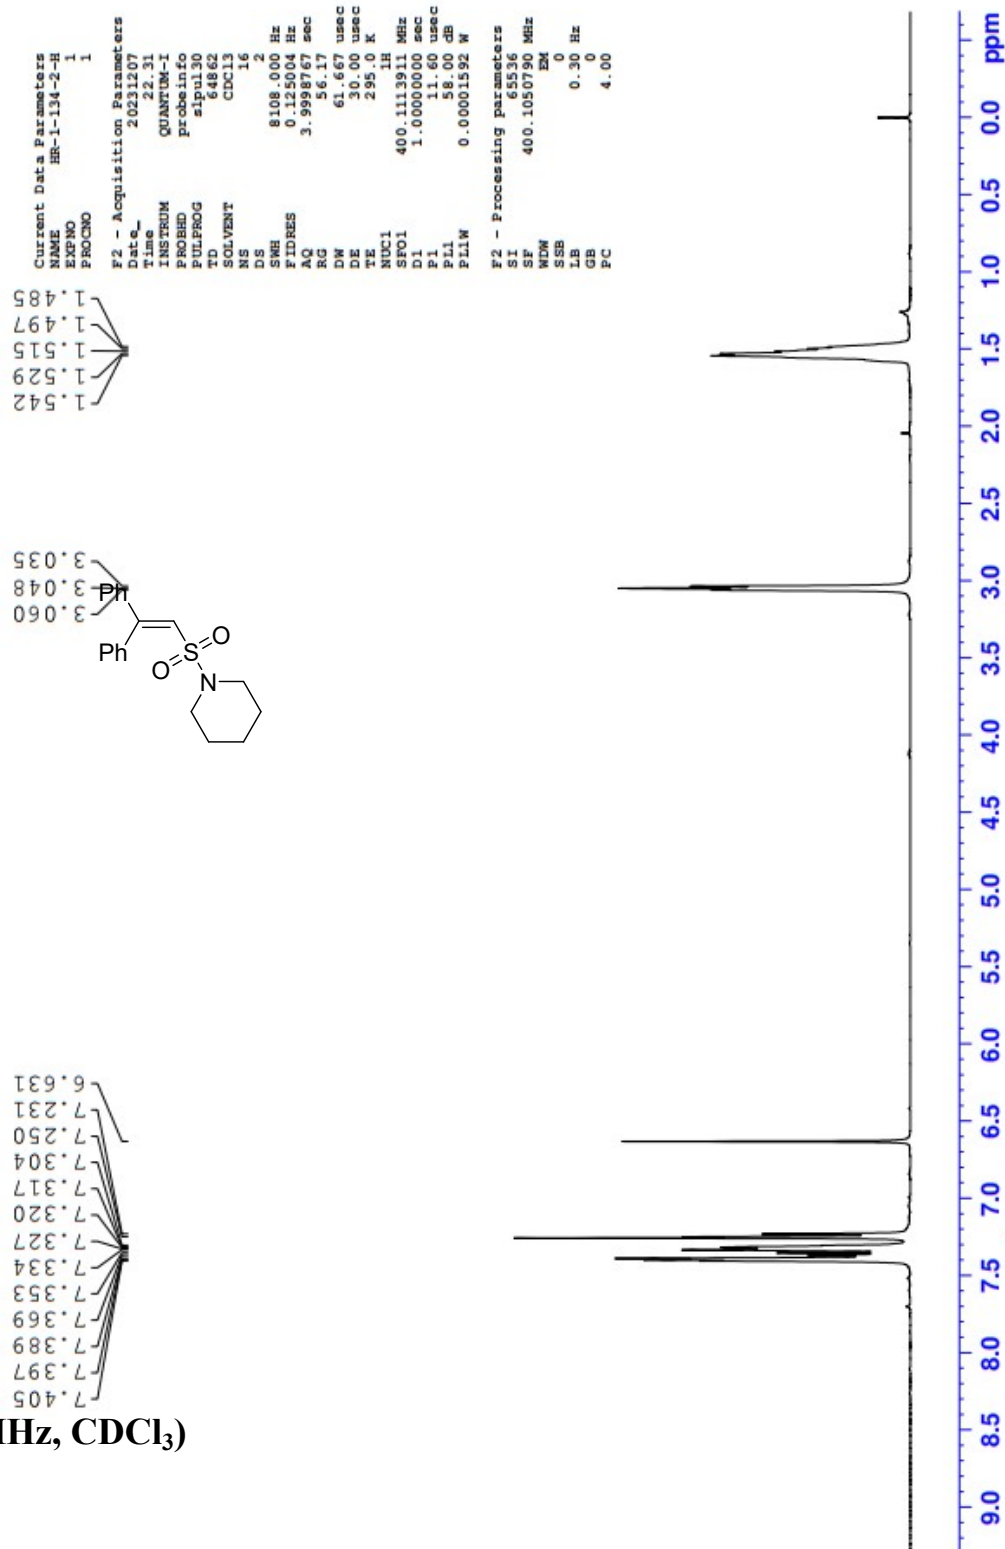 Current Data Parameters
NAME HR-1-134-2-H
EXPNO 1
PROCNO 1
F2 - Acquisition Parameters
Date_ 20231207
Time 22.31
INSTRUM QUANTUM-I
PROBHD probeinfo
PULPROG s1pul30
TD 64862
SOLVENT CDCl3
NS 16
DS 2
SWH 8108.000 Hz
FIDRES 0.125004 Hz
AQ 3.9998767 sec
RG 56.17
DW 61.667 usec
DE 30.00 usec
TE 295.0 K
NUC1 1H
SFO1 400.1113911 MHz
D1 1.0000000 sec
P1 11.60 usec
PL1 58.00 dB
PL1W 0.00001592 W
F2 - Processing parameters
SI 65536
SF 400.1050790 MHz
WDW EM
SSB 0
LB 0.30 Hz
GB 0
PC 4.00
1.485
1.497
1.515
1.529
1.542
3.035
3.048
3.060
Ph
Ph
O
S
O
N
6.631
7.231
7.250
7.304
7.317
7.320
7.327
7.334
7.353
7.369
7.389
7.397
7.405
Hz, CDCl₃)
ppm
0.0
0.5
1.0
1.5
2.0
2.5
3.0
3.5
4.0
4.5
5.0
5.5
6.0
6.5
7.0
7.5
8.0
8.5
9.0